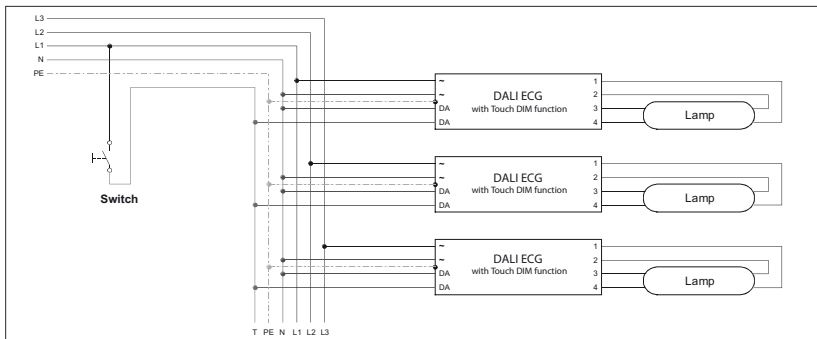 L3
L2
L1
N
PE
Switch
~
~
DA
DA
DALI ECG
with Touch DIM function
1
2
3
4
Lamp
~
~
DA
DA
DALI ECG
with Touch DIM function
1
2
3
4
Lamp
~
~
DA
DA
DALI ECG
with Touch DIM function
1
2
3
4
Lamp
T PE N L1 L2 L3